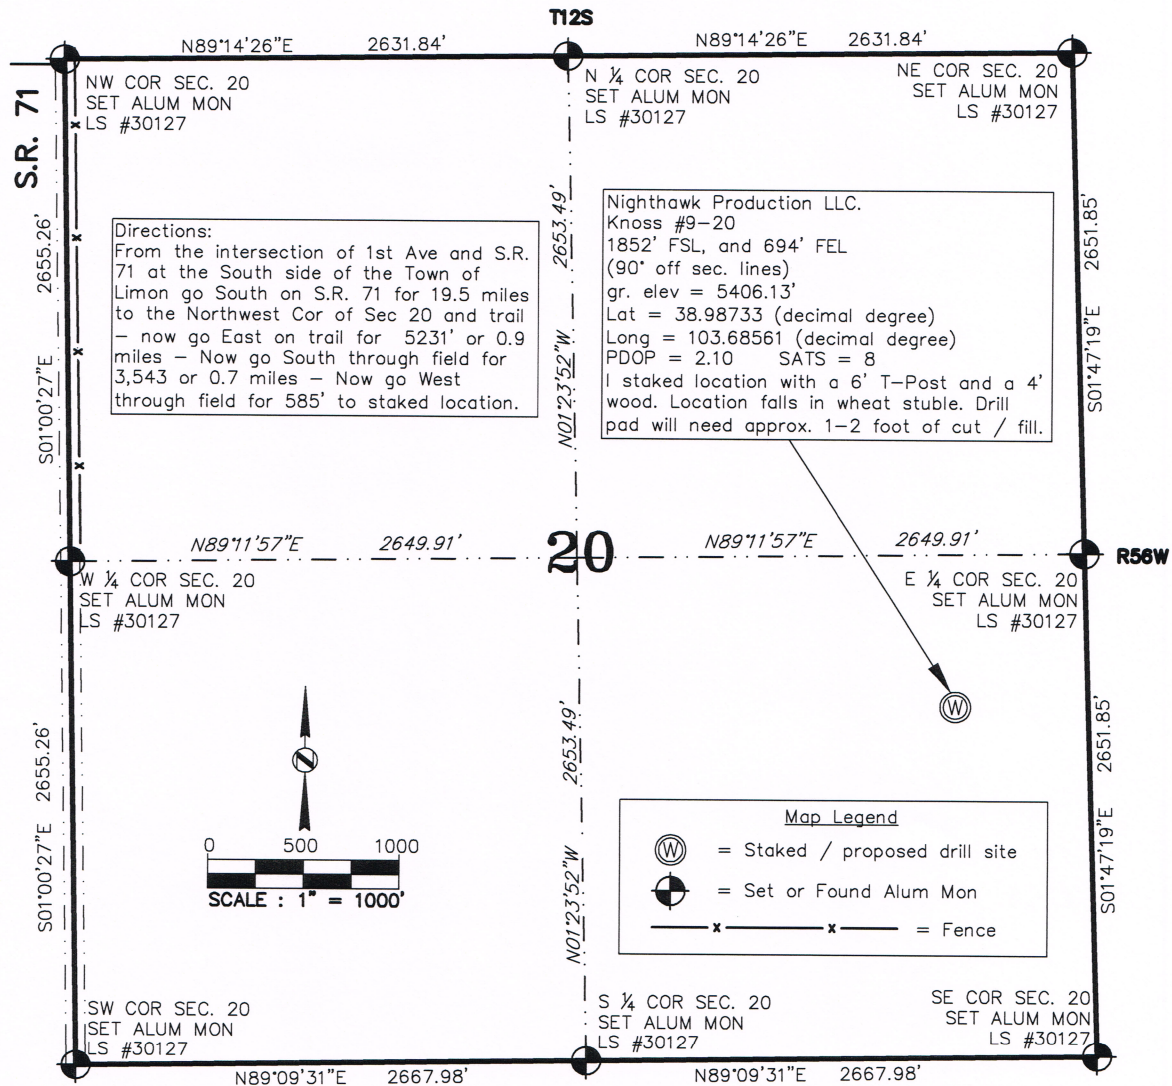 T12S
N89°14'26"E 2631.84' N89°14'26"E 2631.84'
NW COR SEC. 20
SET ALUM MON
LS #30127
N ¼ COR SEC. 20
SET ALUM MON
LS #30127
NE COR SEC. 20
SET ALUM MON
LS #30127
S.R. 71
S01°00'27"E 2655.26'
Directions:
From the intersection of 1st Ave and S.R.
71 at the South side of the Town of
Limon go South on S.R. 71 for 19.5 miles
to the Northwest Cor of Sec 20 and trail
– now go East on trail for 5231' or 0.9
miles – Now go South through field for
3,543 or 0.7 miles – Now go West
through field for 585' to staked location.
N01°23'52"W 2653.49'
Nighthawk Production LLC.
Knoss #9–20
1852' FSL, and 694' FEL
(90° off sec. lines)
gr. elev = 5406.13'
Lat = 38.98733 (decimal degree)
Long = 103.68561 (decimal degree)
PDOP = 2.10 SATS = 8
I staked location with a 6' T–Post and a 4'
wood. Location falls in wheat stuble. Drill
pad will need approx. 1–2 foot of cut / fill.
S01°47'19"E 2651.85'
N89°11'57"E 2649.91' 20 N89°11'57"E 2649.91'
R56W
W ¼ COR SEC. 20
SET ALUM MON
LS #30127
E ¼ COR SEC. 20
SET ALUM MON
LS #30127
W
S01°00'27"E 2655.26'
N
0 500 1000
SCALE : 1" = 1000'
N01°23'52"W 2653.49'
Map Legend
W = Staked / proposed drill site
= Set or Found Alum Mon
x x = Fence
S01°47'19"E 2651.85'
SW COR SEC. 20
SET ALUM MON
LS #30127
S ¼ COR SEC. 20
SET ALUM MON
LS #30127
SE COR SEC. 20
SET ALUM MON
LS #30127
N89°09'31"E 2667.98' N89°09'31"E 2667.98'